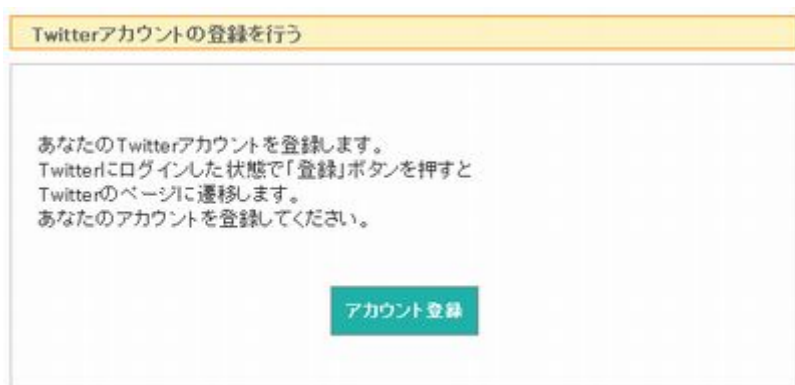 Twitterアカウントの登録を行う
あなたのTwitterアカウントを登録します。
Twitterにログインした状態で「登録」ボタンを押すと
Twitterのページに遷移します。
あなたのアカウントを登録してください。
アカウント登録